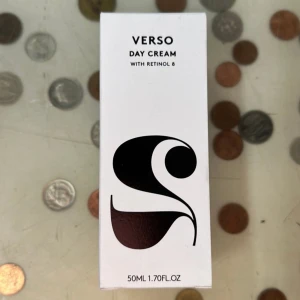 VERSO
DAY CREAM
WITH RETINOL 8
50ML 1.70FL.OZ